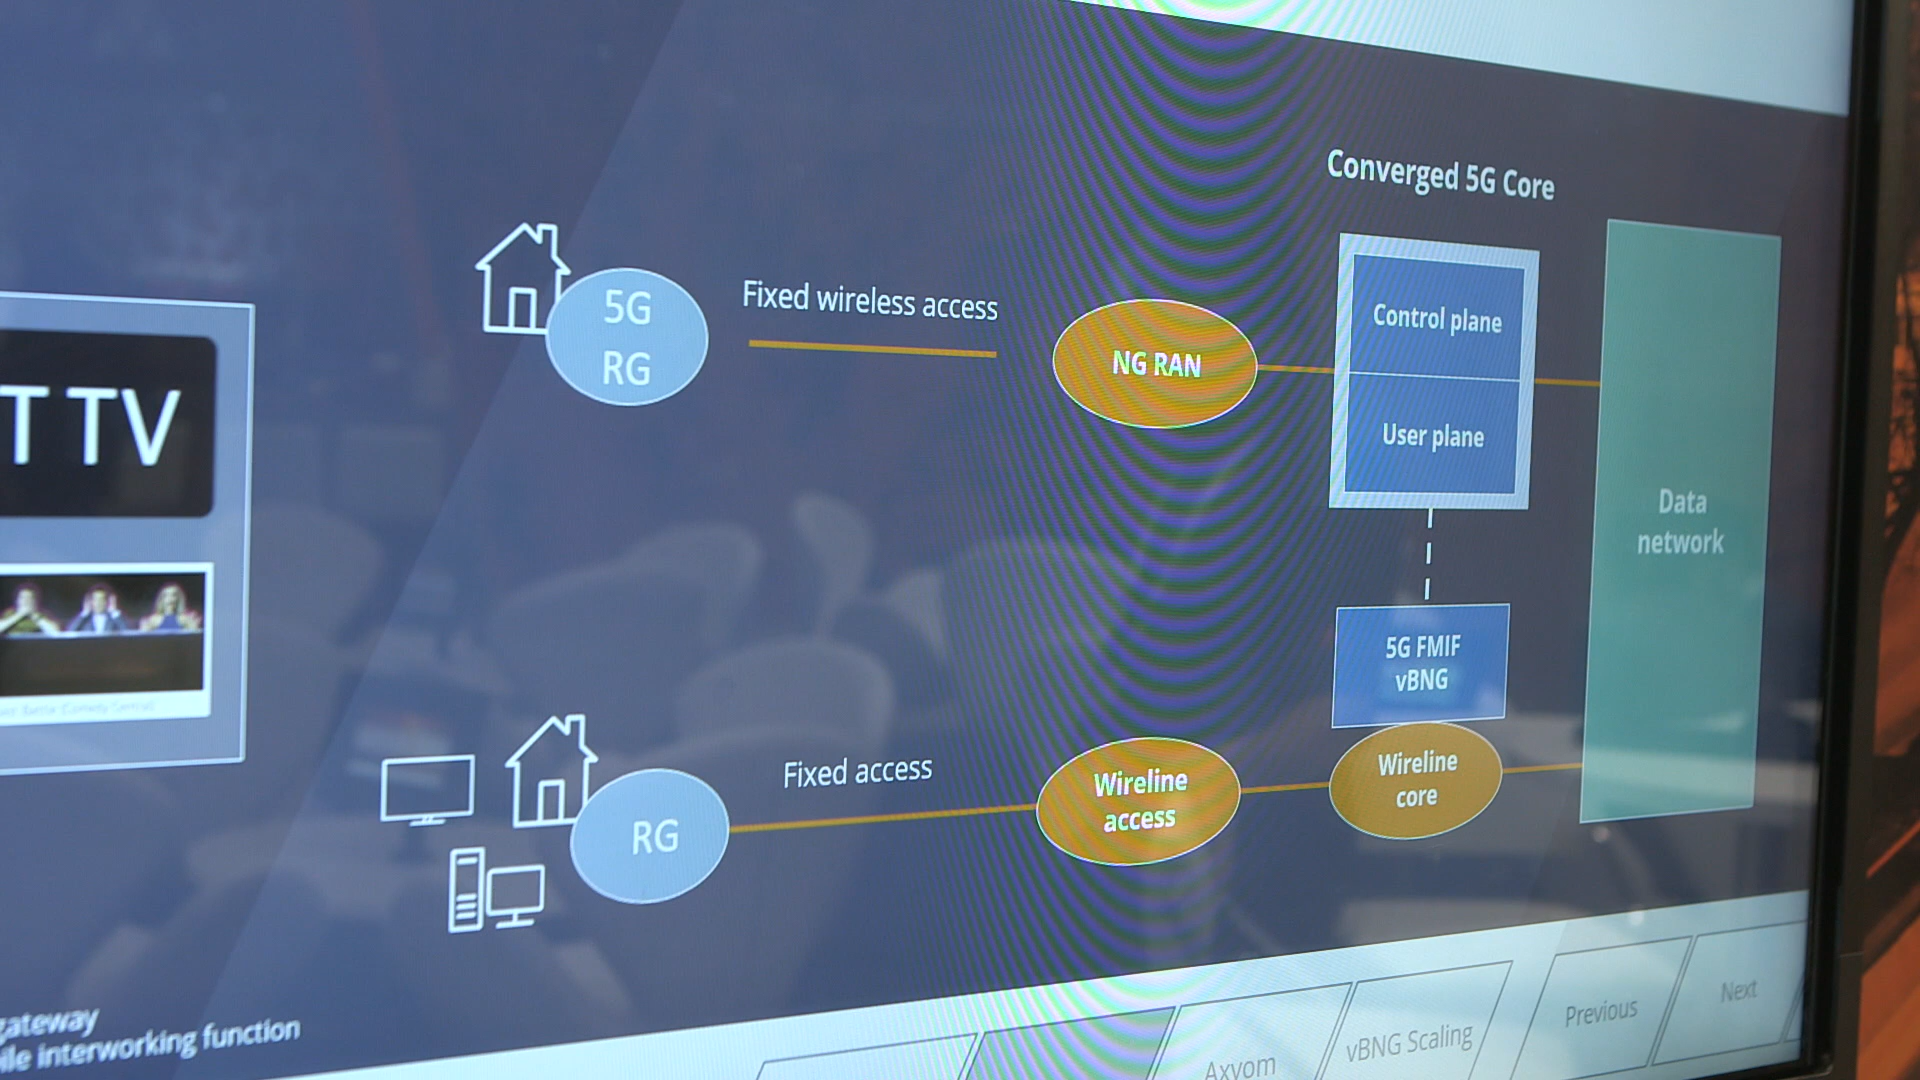 Converged 5G Core
5G
RG
Fixed wireless access
NG RAN
Control plane
User plane
T TV
Data
network
5G FMIF
vBNG
RG
Fixed access
Wireline
access
Wireline
core
gateway
interworking function
Axyom
vBNG Scaling
Previous
Next